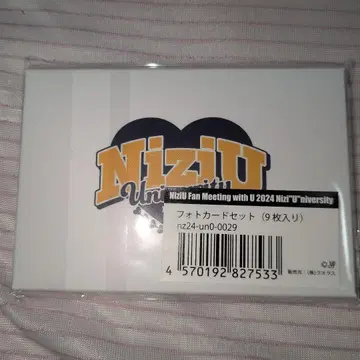 NiziU
University
NiziU Fan Meeting with U 2024 Nizi"U"niversity
フォトカードセット（9枚入り）
nz24-un0-0029
4 570192 827533